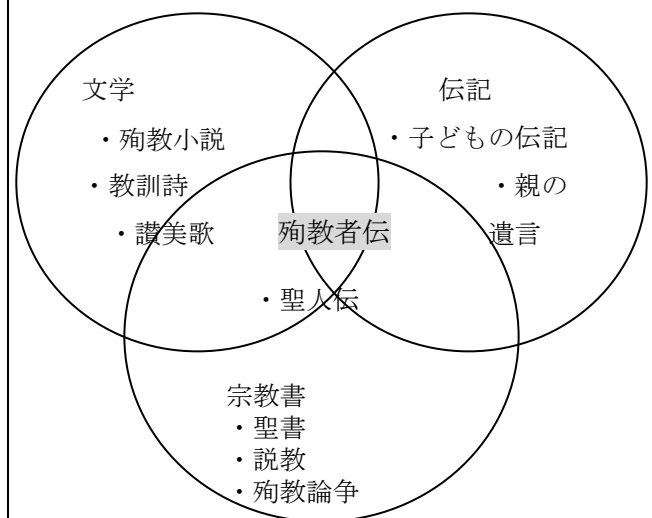 文学
・殉教小説
・教訓詩
・讃美歌
伝記
・子どもの伝記
・親の
遺言
殉教者伝
・聖人伝
宗教書
・聖書
・説教
・殉教論争